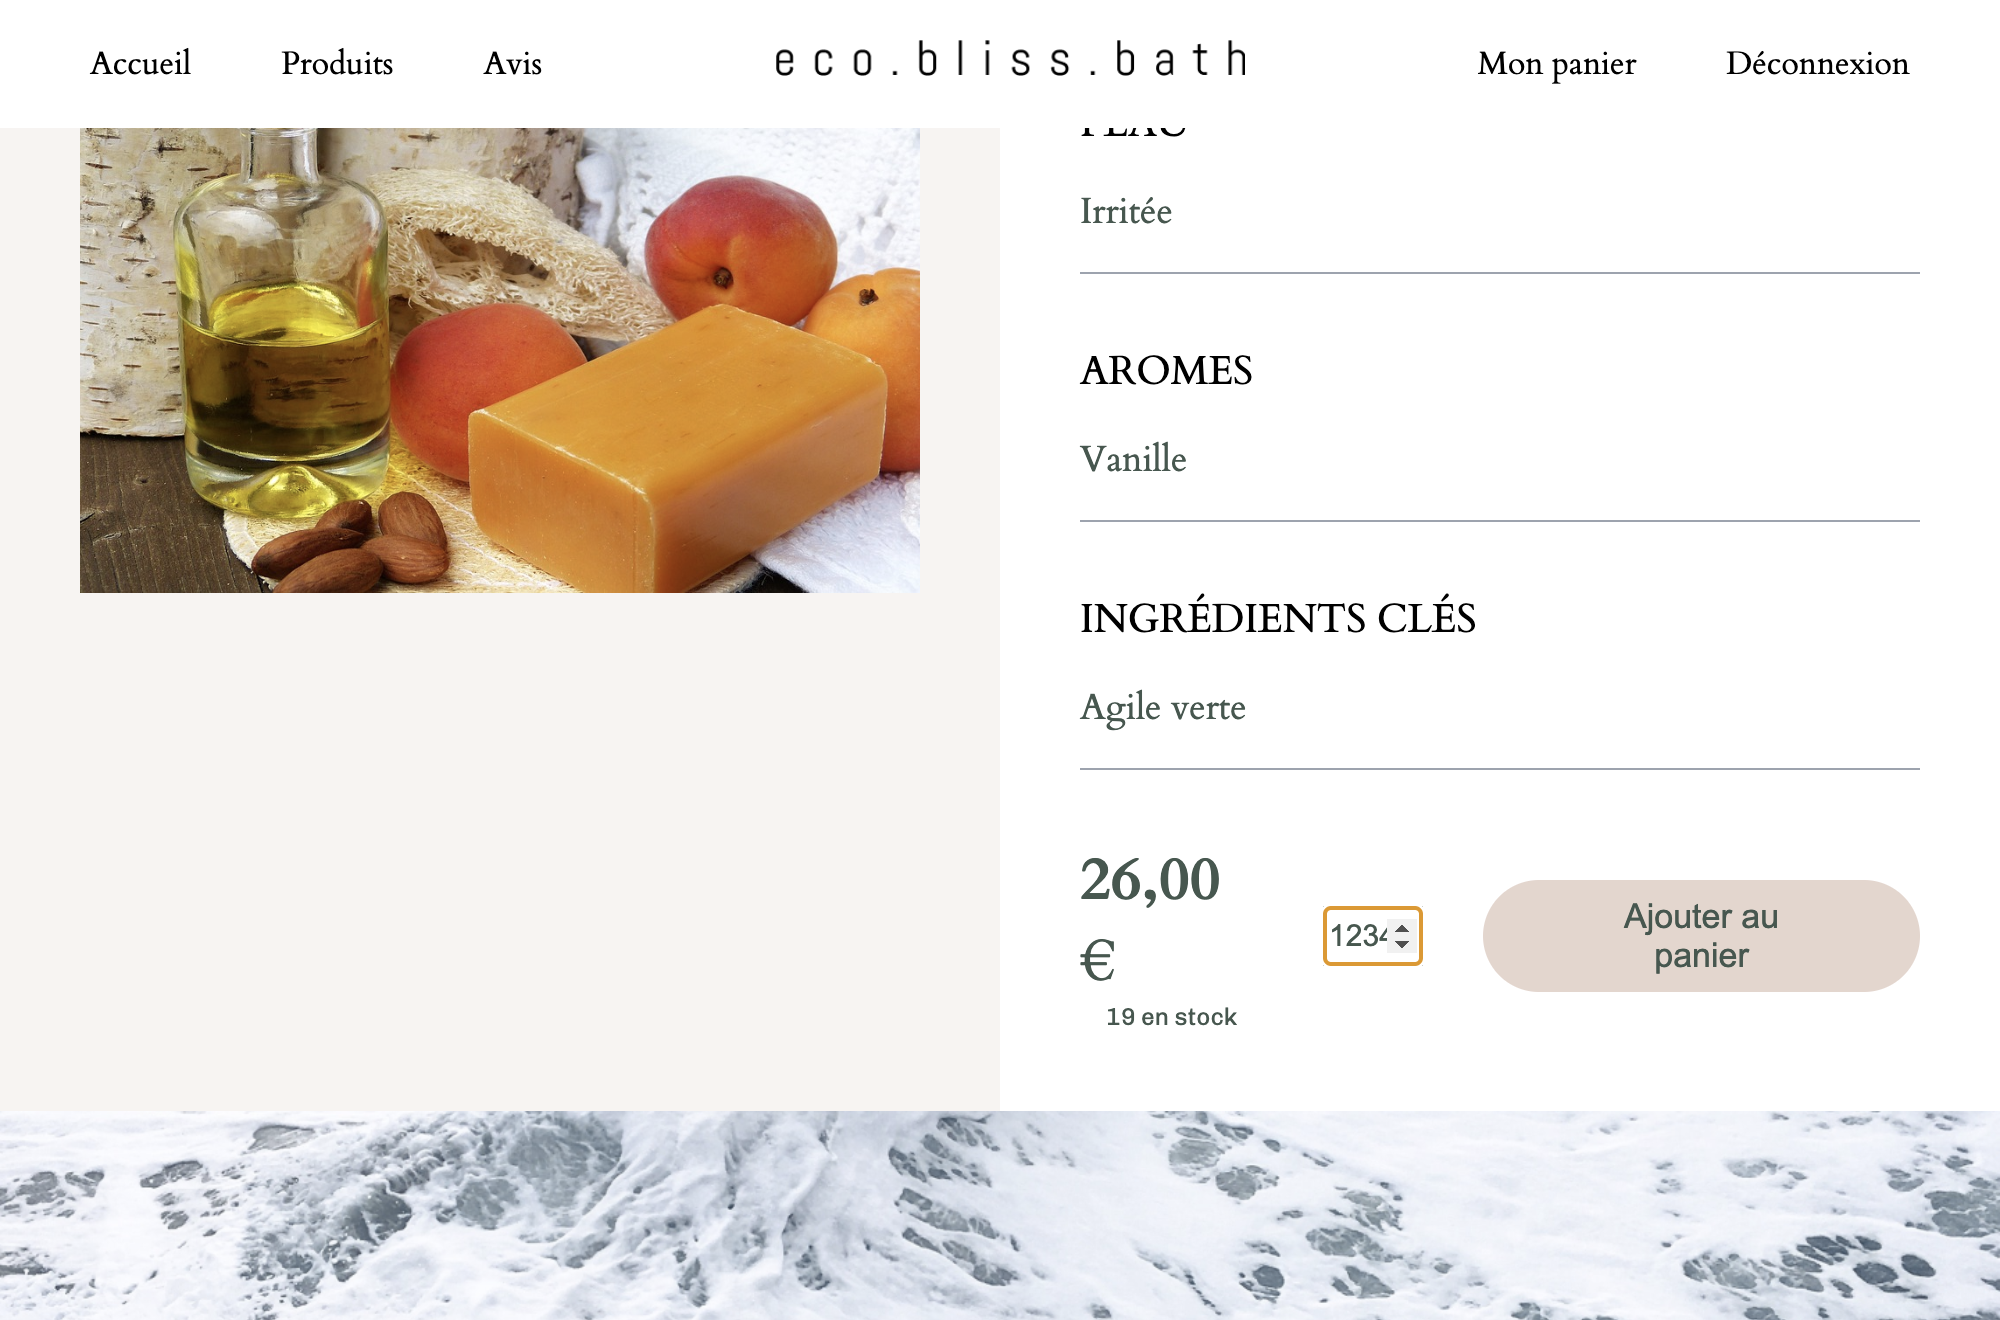 Accueil Produits Avis eco.bliss.bath Mon panier Déconnexion
Irritée
AROMES
Vanille
INGRÉDIENTS CLÉS
Agile verte
26,00
€
1234
Ajouter au
panier
19 en stock